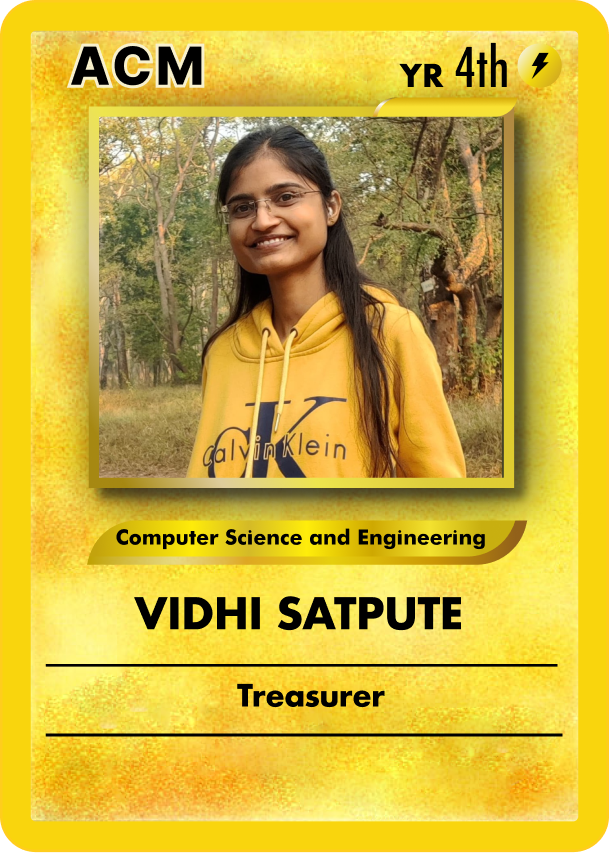 ACM
YR 4th
Calvin Klein
Computer Science and Engineering
VIDHI SATPUTE
Treasurer